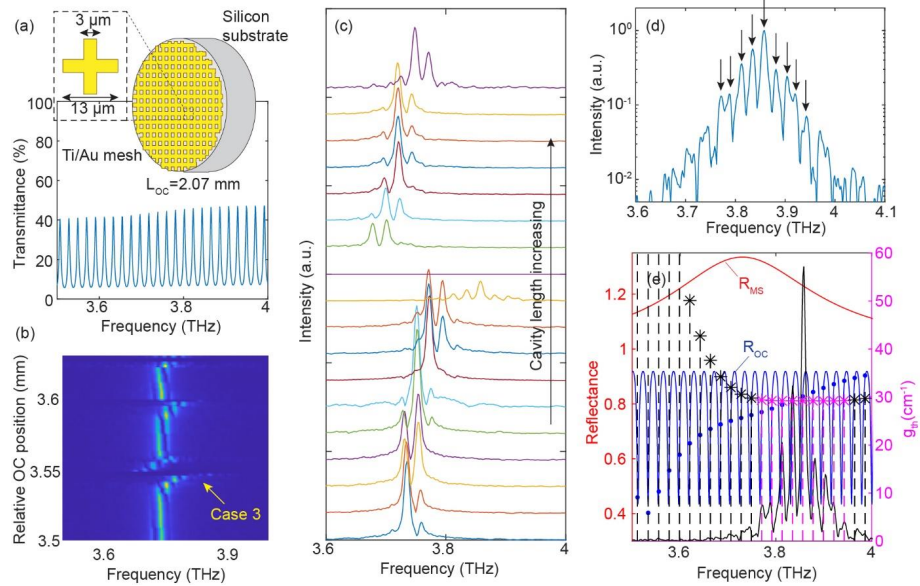 (a)
3 μm
13 μm
Silicon
substrate
Ti/Au mesh
L_OC=2.07 mm
Transmittance (%)
100
80
60
40
20
0
3.6
3.8
4
Frequency (THz)
(b)
Relative OC position (mm)
3.6
3.55
3.5
Case 3
3.6
3.9
Frequency (THz)
(c)
Intensity (a.u.)
Cavity length increasing
3.6
3.8
4
Frequency (THz)
(d)
Intensity (a.u.)
10⁰
10⁻¹
10⁻²
3.6
3.7
3.8
3.9
4
4.1
Frequency (THz)
(e)
R_MS
R_OC
Reflectance
1.2
1
0.8
0.6
0.4
60
50
40
30
20
10
0
g_th(cm⁻¹)
3.6
3.8
4
Frequency (THz)